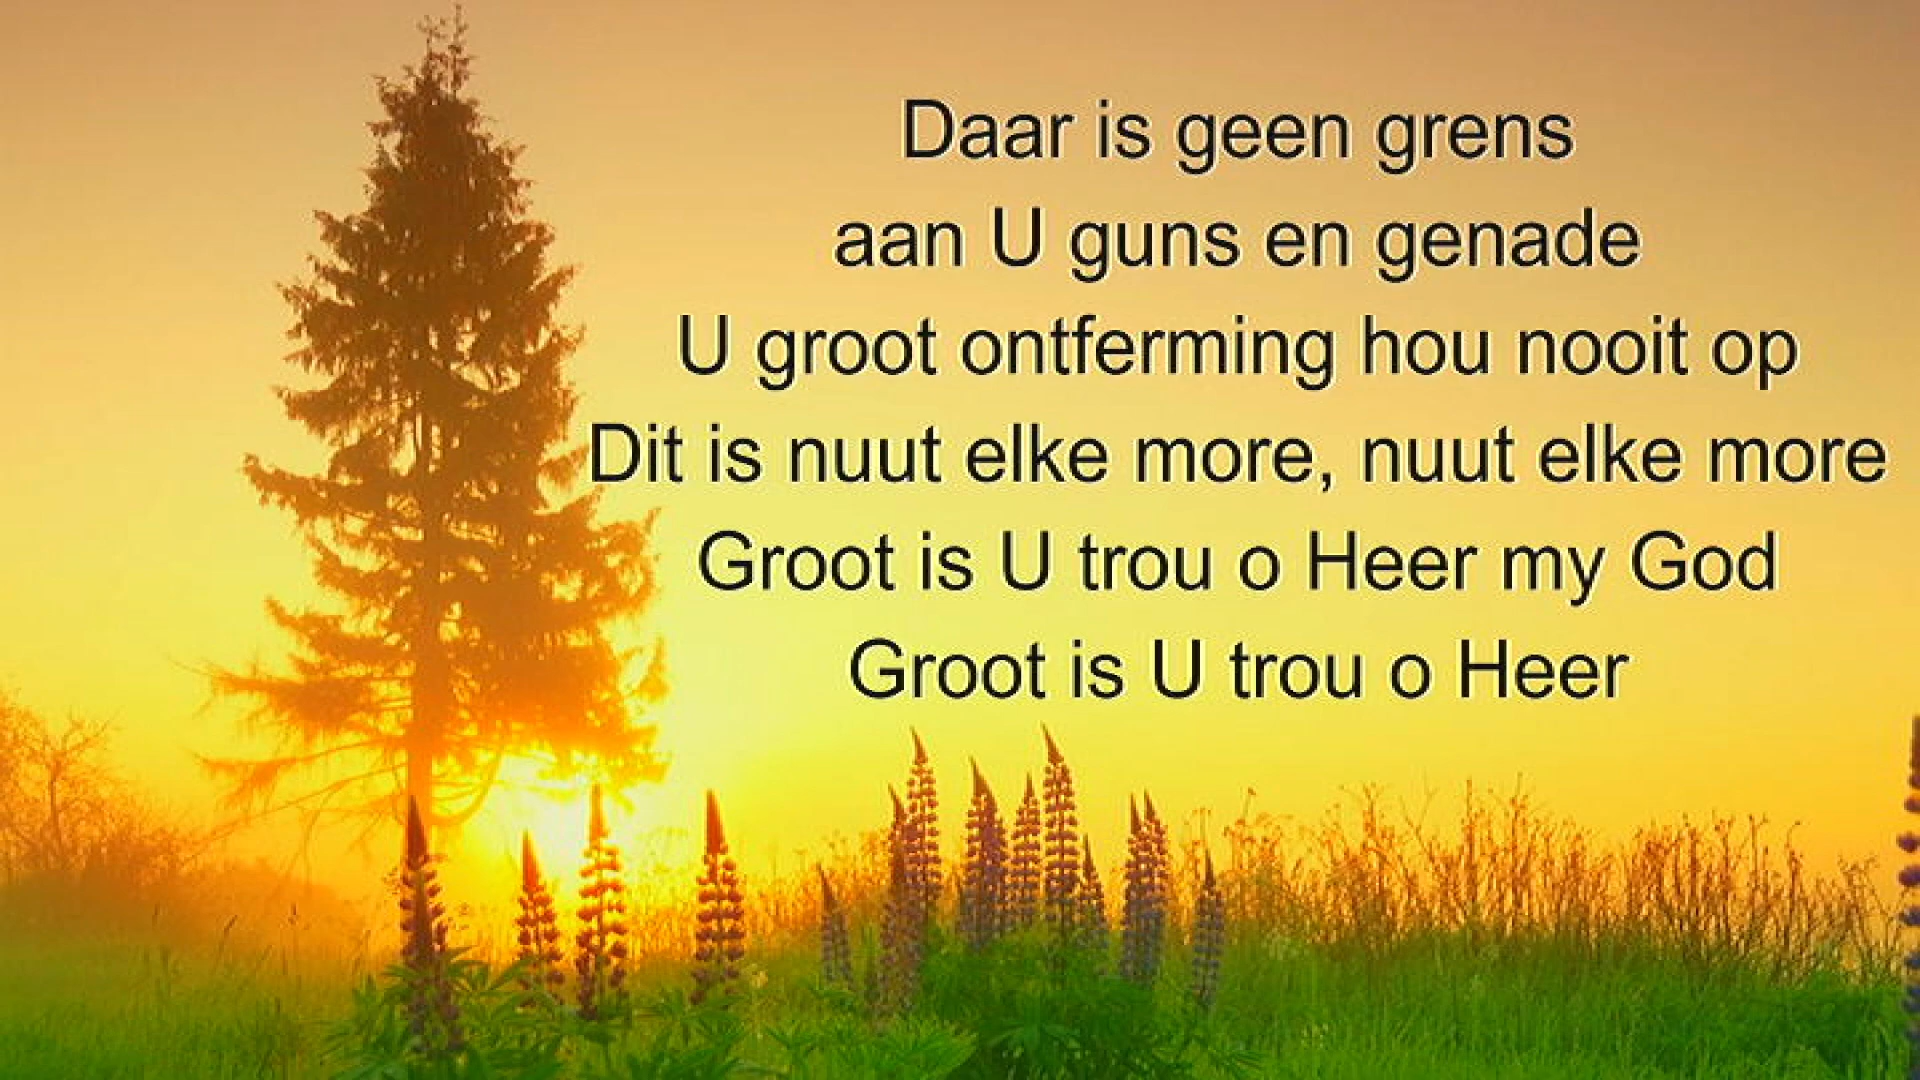 Daar is geen grens
aan U guns en genade
U groot ontferming hou nooit op
Dit is nuut elke more, nuut elke more
Groot is U trou o Heer my God
Groot is U trou o Heer